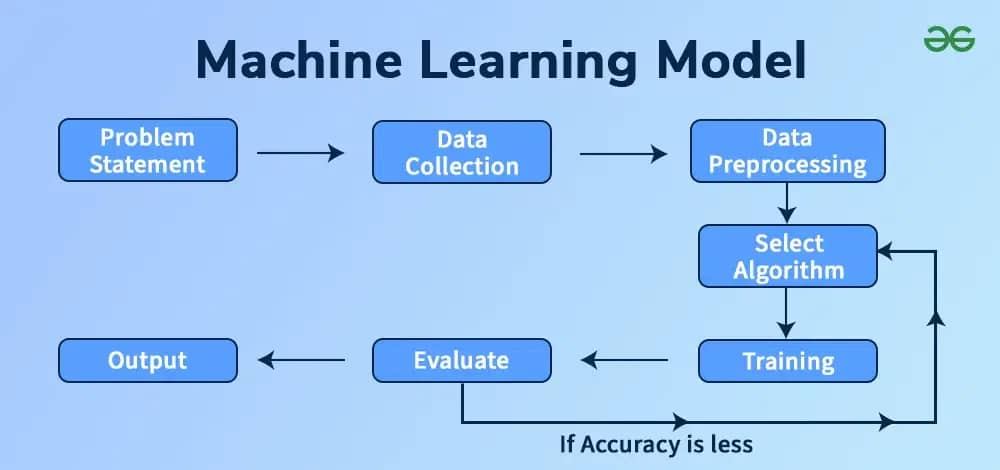 Machine Learning Model
Problem
Statement
Data
Collection
Data
Preprocessing
Select
Algorithm
Training
Evaluate
Output
If Accuracy is less